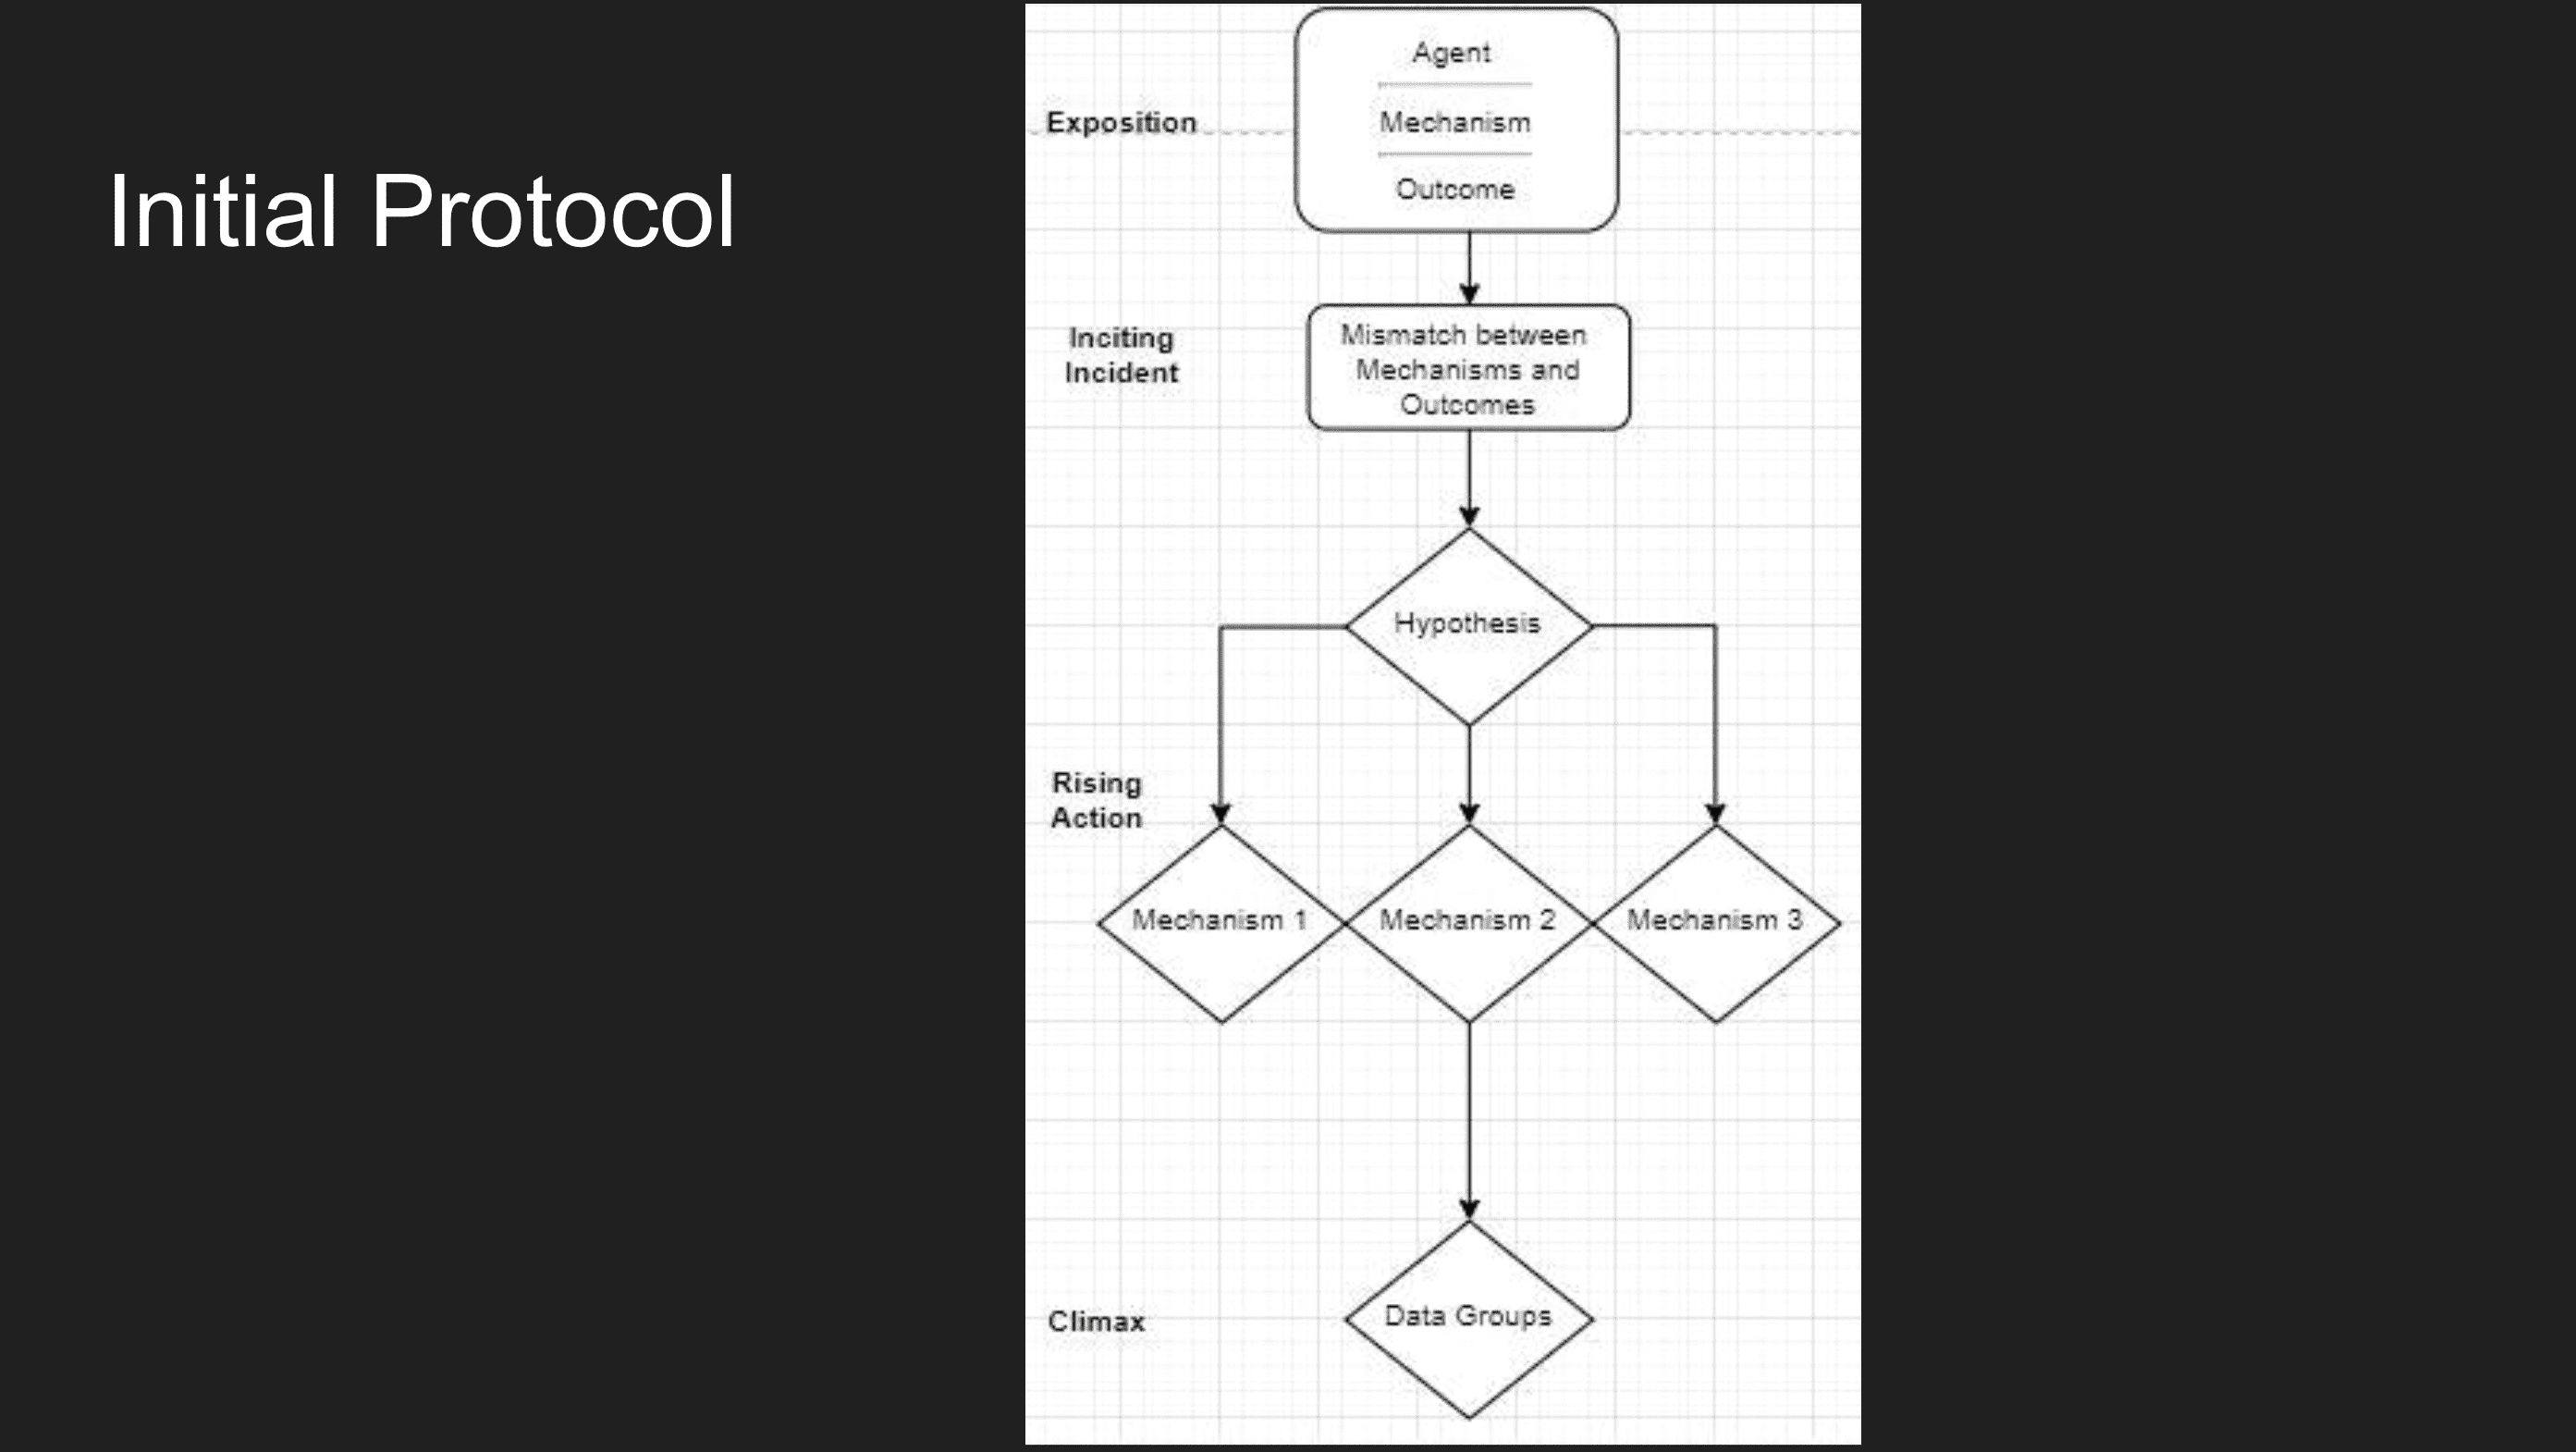 Initial Protocol
Exposition
Agent
Mechanism
Outcome
Inciting
Incident
Mismatch between
Mechanisms and
Outcomes
Hypothesis
Rising
Action
Mechanism 1
Mechanism 2
Mechanism 3
Climax
Data Groups